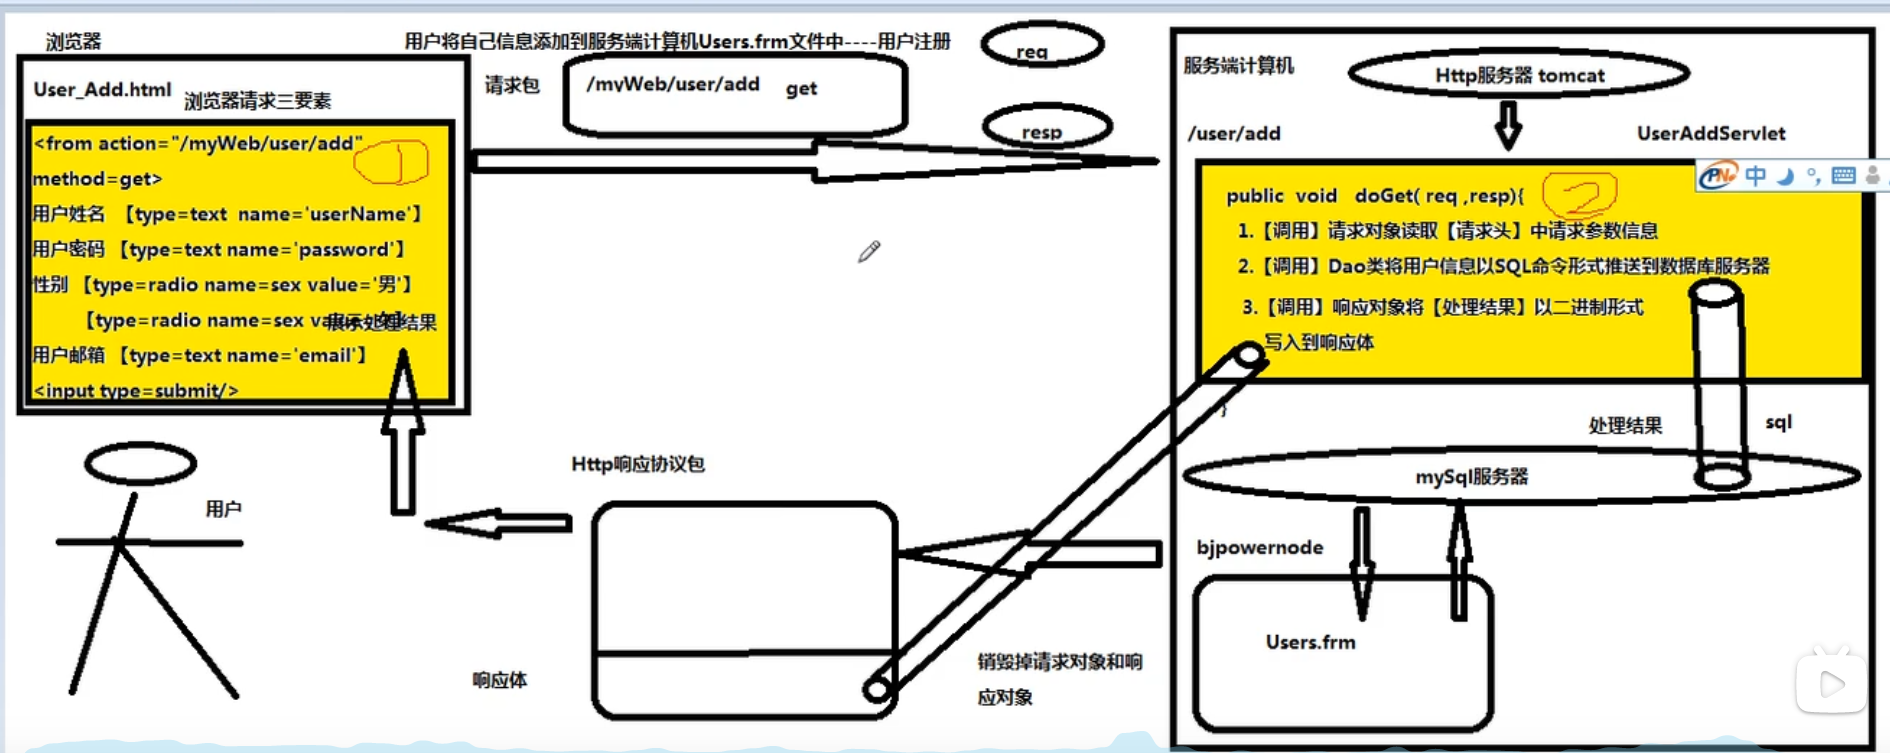 浏览器
用户将自己信息添加到服务端计算机Users.frm文件中----用户注册
req
User_Add.html
浏览器请求三要素
请求包
/myWeb/user/add
get
resp
服务端计算机
Http服务器 tomcat
/user/add
UserAddServlet
<from action="/myWeb/user/add"
method=get>
用户姓名 【type=text name='userName'】
用户密码 【type=text name='password'】
性别 【type=radio name=sex value='男'】
【type=radio name=sex
展示处理结果
用户邮箱 【type=text name='email'】
<input type=submit/>
1
中
public void doGet( req ,resp){
2
1.【调用】请求对象读取【请求头】中请求参数信息
2.【调用】Dao类将用户信息以SQL命令形式推送到数据库服务器
3.【调用】响应对象将【处理结果】以二进制形式
写入到响应体
}
处理结果
sql
mySql服务器
用户
Http响应协议包
bjpowernode
Users.frm
响应体
销毁掉请求对象和响
应对象